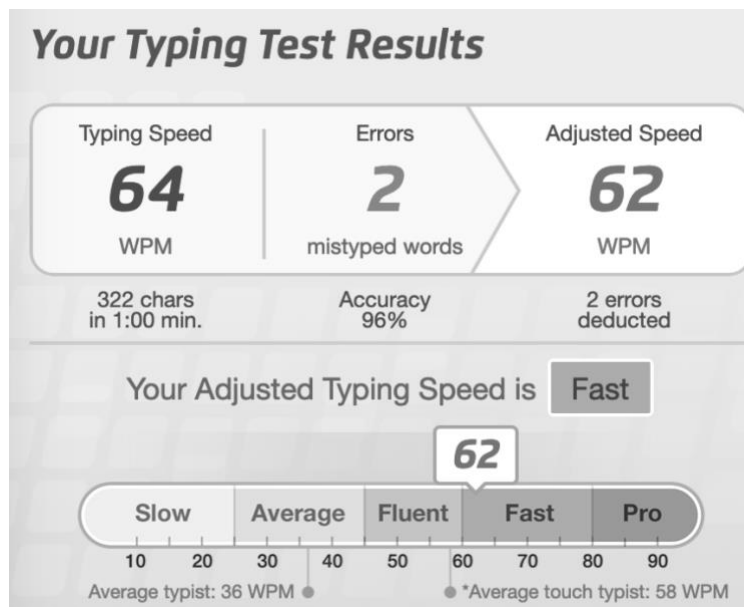 Your Typing Test Results
Typing Speed Errors Adjusted Speed
64 2 62
WPM mistyped words WPM
322 chars Accuracy 2 errors
in 1:00 min. 96% deducted
Your Adjusted Typing Speed is Fast
62
Slow Average Fluent Fast Pro
10 20 30 40 50 60 70 80 90
Average typist: 36 WPM *Average touch typist: 58 WPM